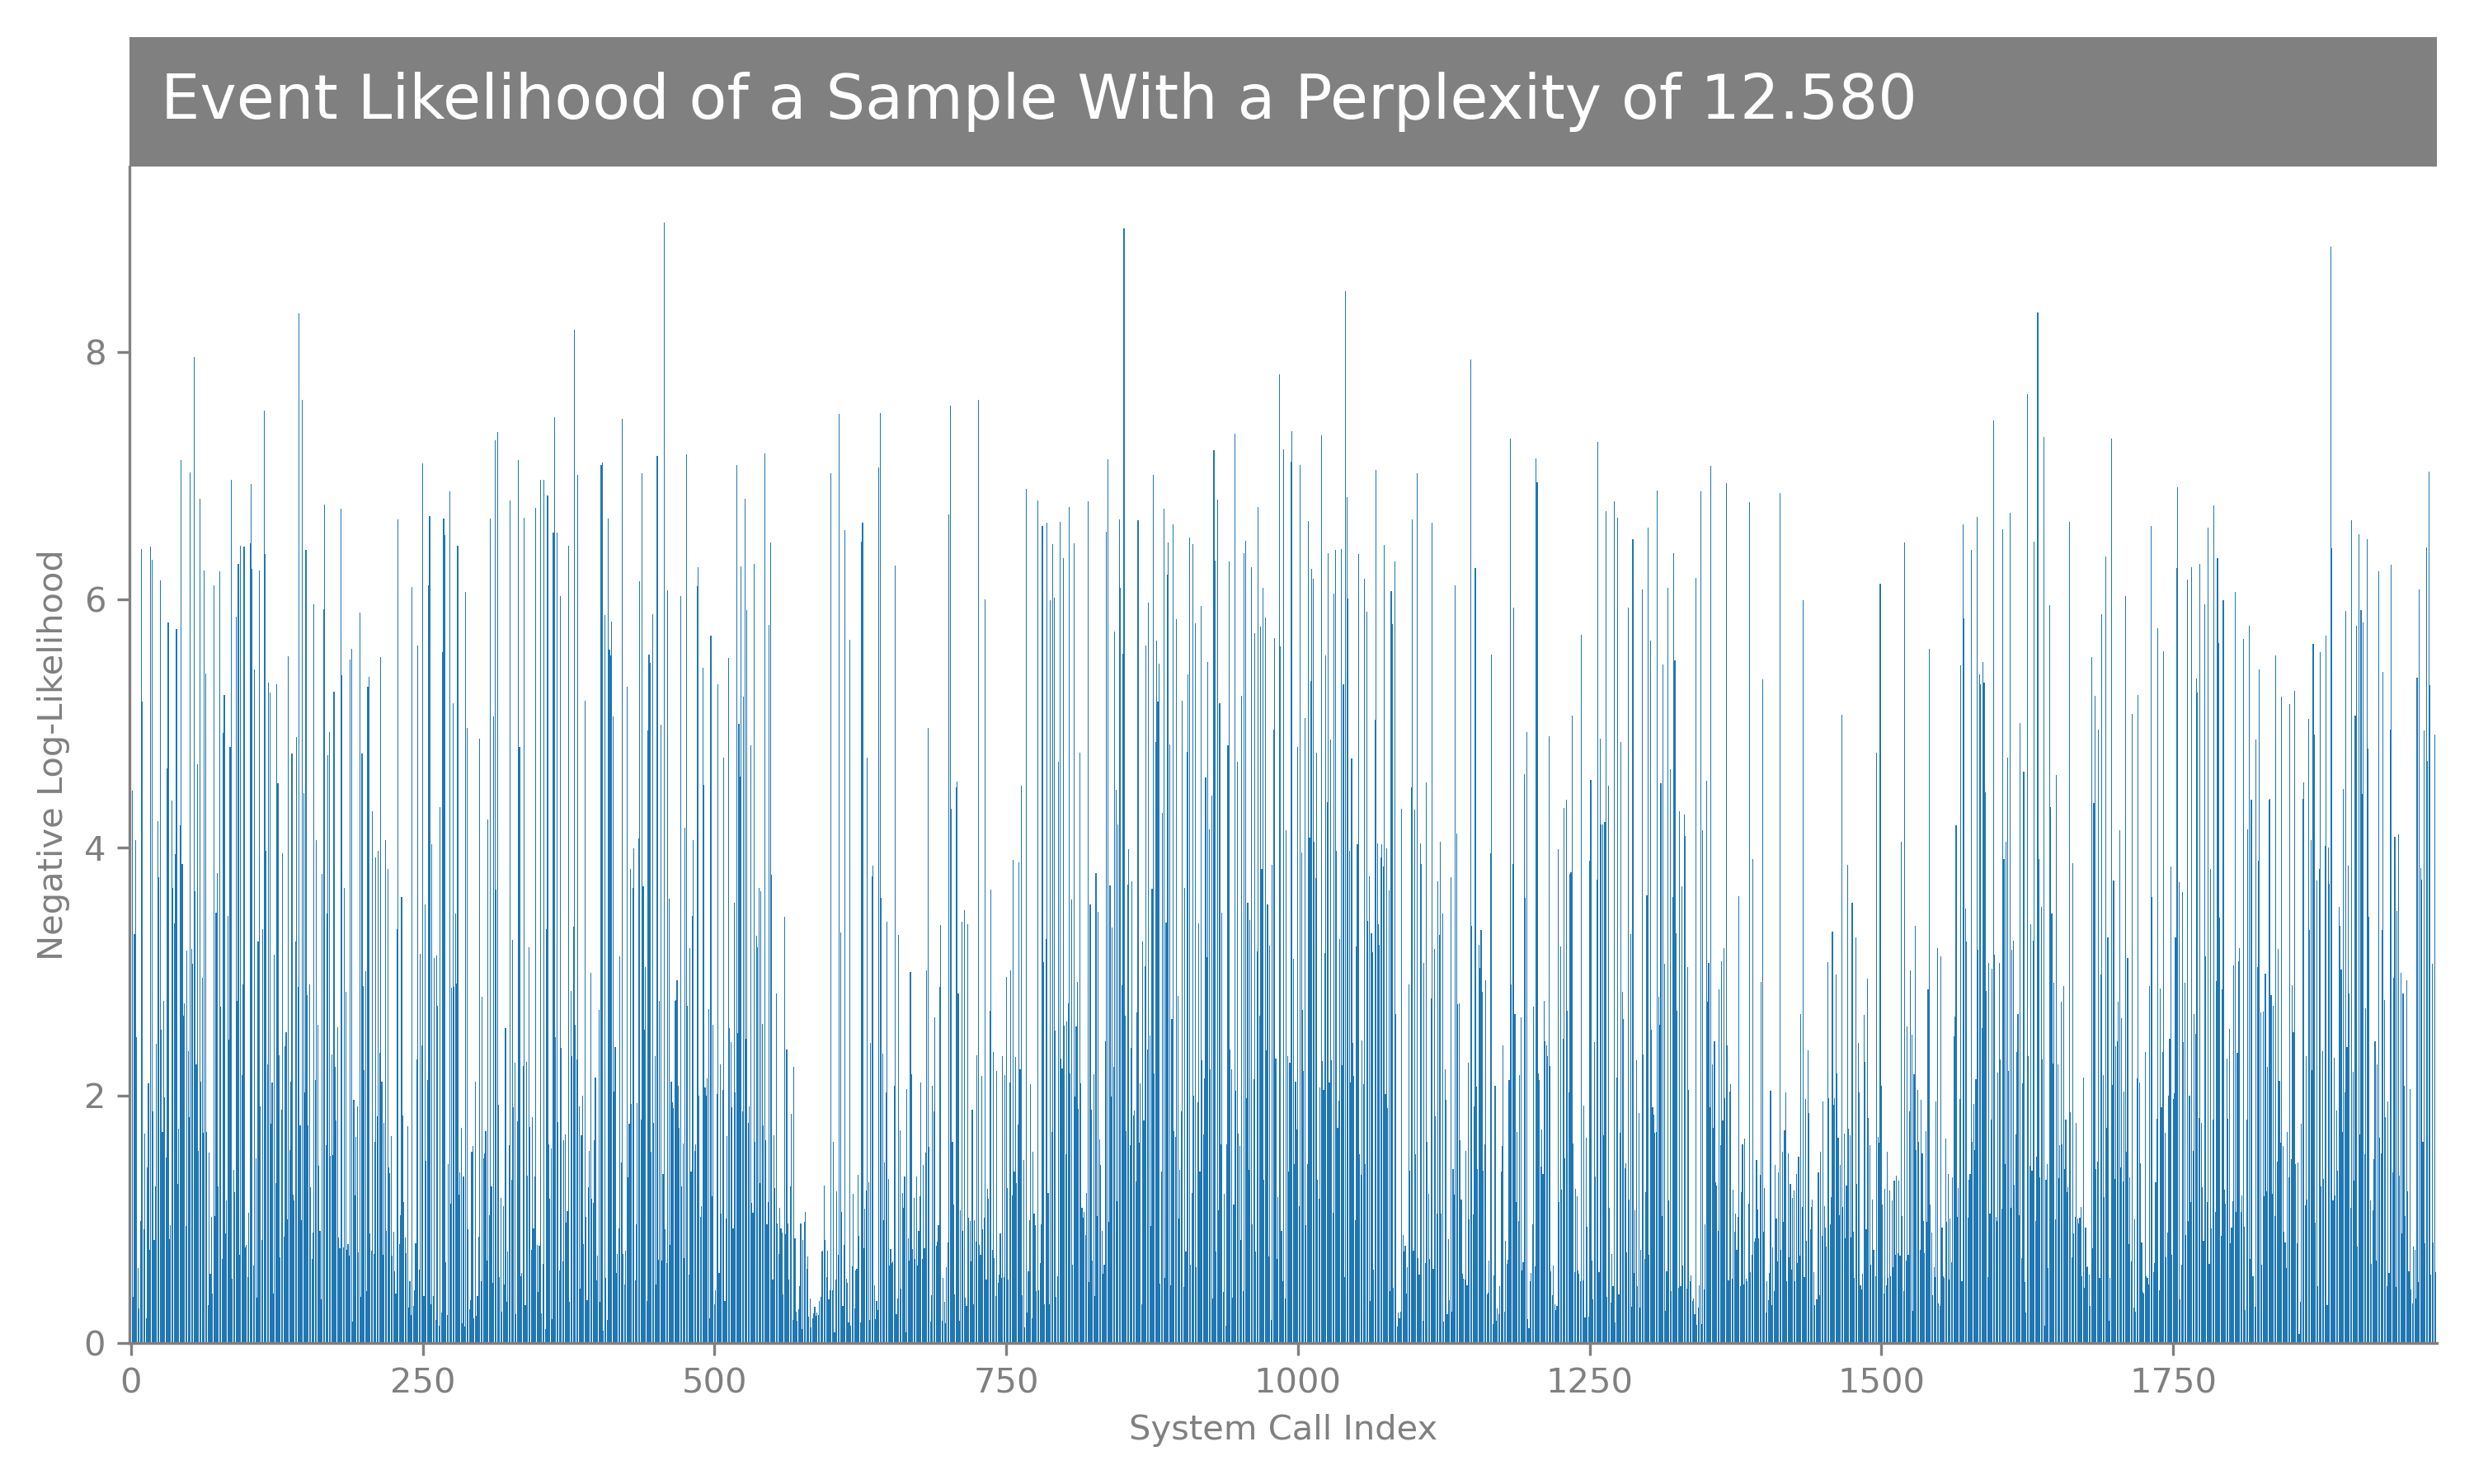 Event Likelihood of a Sample With a Perplexity of 12.580
Negative Log-Likelihood
8
6
4
2
0
0 250 500 750 1000 1250 1500 1750
System Call Index